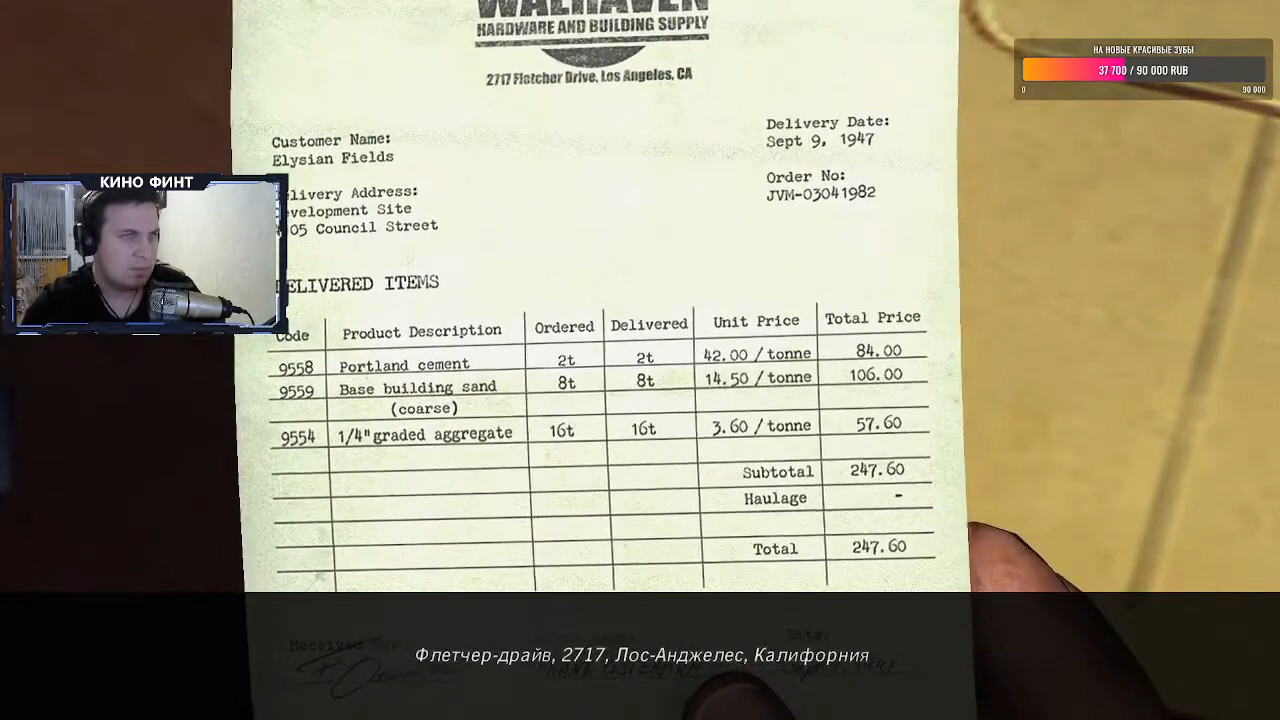 WALHAVEN
HARDWARE AND BUILDING SUPPLY
2717 Fletcher Drive, Los Angeles, CA
НА НОВЫЕ КРАСИВЫЕ ЗУБЫ
37 700 / 90 000 RUB
0 90 000
Customer Name:
Elysian Fields
Delivery Date:
Sept 9, 1947
Order No:
JVM-03041982
КИНО ФИНТ
livery Address:
velopment Site
05 Council Street
ELIVERED ITEMS
Code Product Description Ordered Delivered Unit Price Total Price
9558 Portland cement 2t 2t 42.00 / tonne 84.00
9559 Base building sand 8t 8t 14.50 / tonne 106.00
(coarse)
9554 1/4" graded aggregate 16t 16t 3.60 / tonne 57.60
Subtotal 247.60
Haulage -
Total 247.60
Received Date:
Флетчер-драйв, 2717, Лос-Анджелес, Калифорния